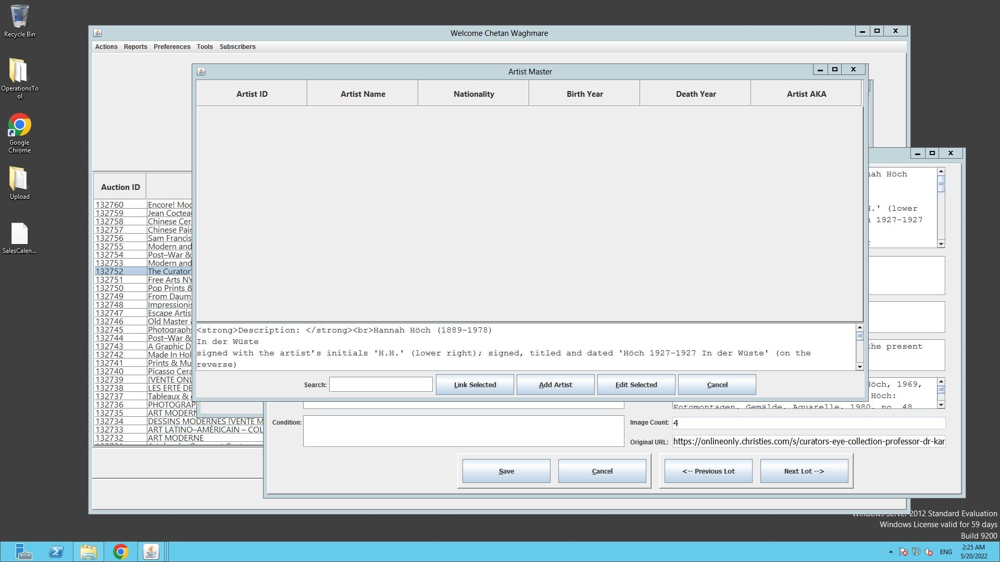 Recycle Bin
OperationsTo
ol
Google
Chrome
Upload
SalesCalen...
Welcome Chetan Waghmare
Actions Reports Preferences Tools Subscribers
Artist Master
Artist ID Artist Name Nationality Birth Year Death Year Artist AKA
<strong>Description: </strong><br>Hannah Höch (1889-1978)
In der Wüste
signed with the artist’s initials 'H.H.' (lower right); signed, titled and dated 'Höch 1927-1927 In der Wüste' (on the
reverse)
Search: Link Selected Add Artist Edit Selected Cancel
Auction ID
132760 Encore! Mod
132759 Jean Cocteau
132758 Chinese Cer
132757 Chinese Pair
132756 Sam Francis
132755 Modern and
132754 Post–War &
132753 Modern and
132752 The Curator'
132751 Free Arts NY
132750 Pop Prints &
132749 From Daum
132748 Impressionis
132747 Escape Artis
132746 Old Master
132745 Photographs
132744 Post–War &
132743 A Graphic D
132742 Made In Hol
132741 Prints & Mu
132740 Picasso Cera
132739 [VENTE ONL
132738 LES ERTÉ DE
132737 Tableaux &
132736 PHOTOGRAP
132735 ART MODERN
132734 DESSINS MODERNES [VENTE M
132733 ART LATINO–AMÉRICAIN – COL
132732 ART MODERNE
nah Höch
H.' (lower
1927-1927
the present
Höch, 1969,
Höch:
Fotomontagen, Gemälde, Aquarelle, 1980, no. 48
Condition:
Image Count: 4
Original URL: https://onlineonly.christies.com/s/curators-eye-collection-professor-dr-kar
Save Cancel <-- Previous Lot Next Lot -->
Windows Server 2012 Standard Evaluation
Windows License valid for 59 days
Build 9200
ENG
2:25 AM
5/20/2022